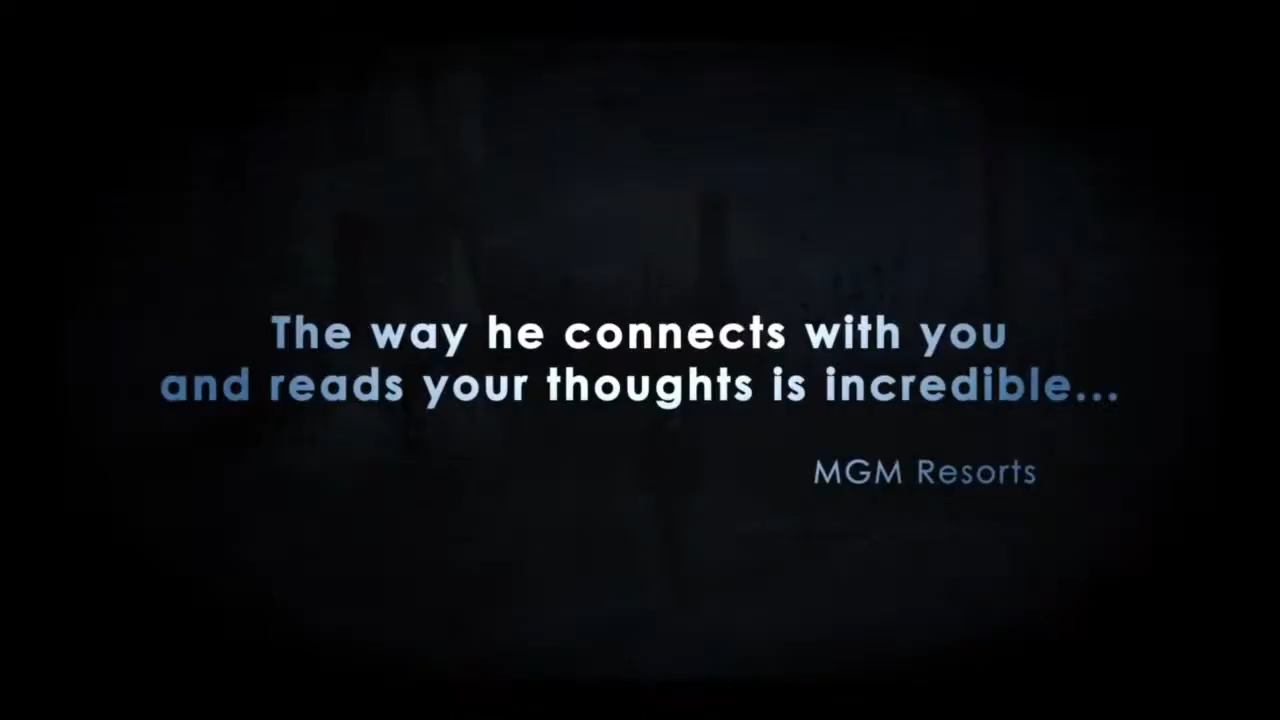 The way he connects with you
and reads your thoughts is incredible...
MGM Resorts